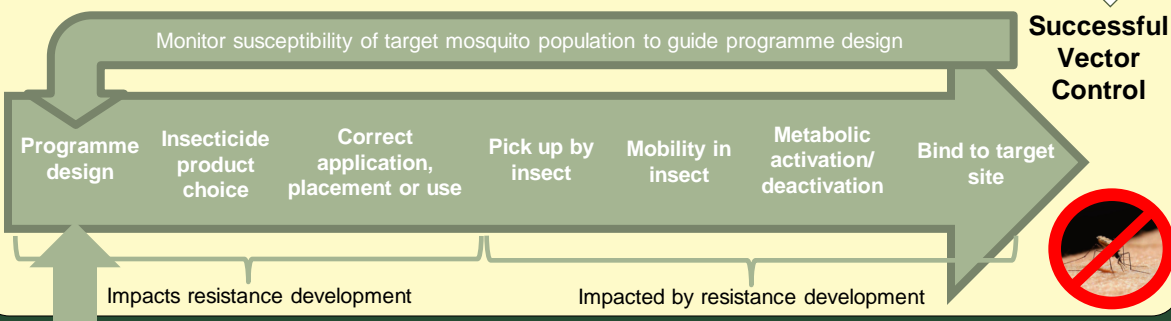 Monitor susceptibility of target mosquito population to guide programme design
Successful
Vector
Control
Programme
design
Insecticide
product
choice
Correct
application,
placement or use
Pick up by
insect
Mobility in
insect
Metabolic
activation/
deactivation
Bind to target
site
Impacts resistance development
Impacted by resistance development